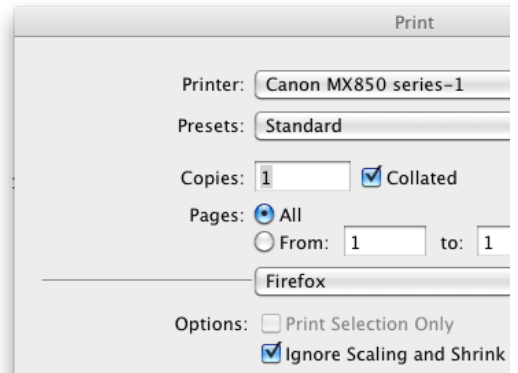 Print
Printer: Canon MX850 series-1
Presets: Standard
Copies: 1 Collated
Pages: All
From: 1 to: 1
Firefox
Options: Print Selection Only
Ignore Scaling and Shrink